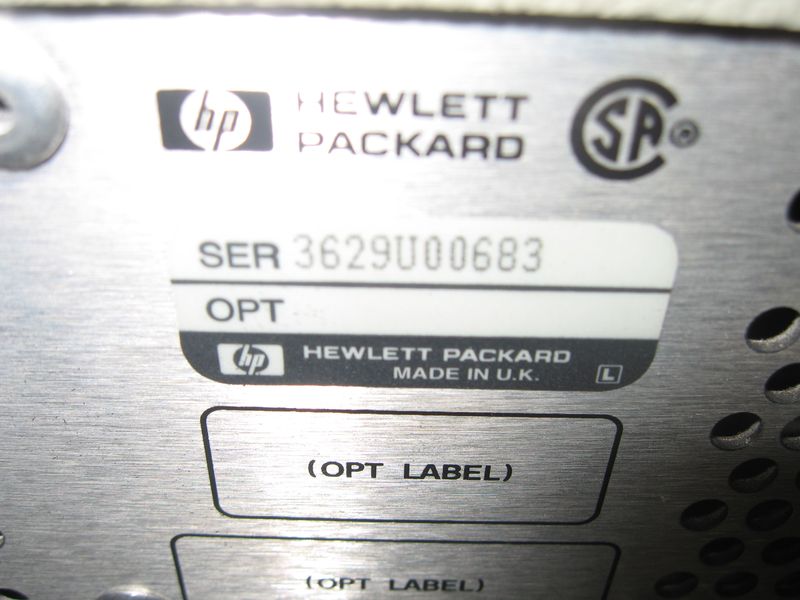 hp HEWLETT
PACKARD
SA ®
SER 3629U00683
OPT
hp HEWLETT PACKARD
MADE IN U.K. L
(OPT LABEL)
(OPT LABEL)